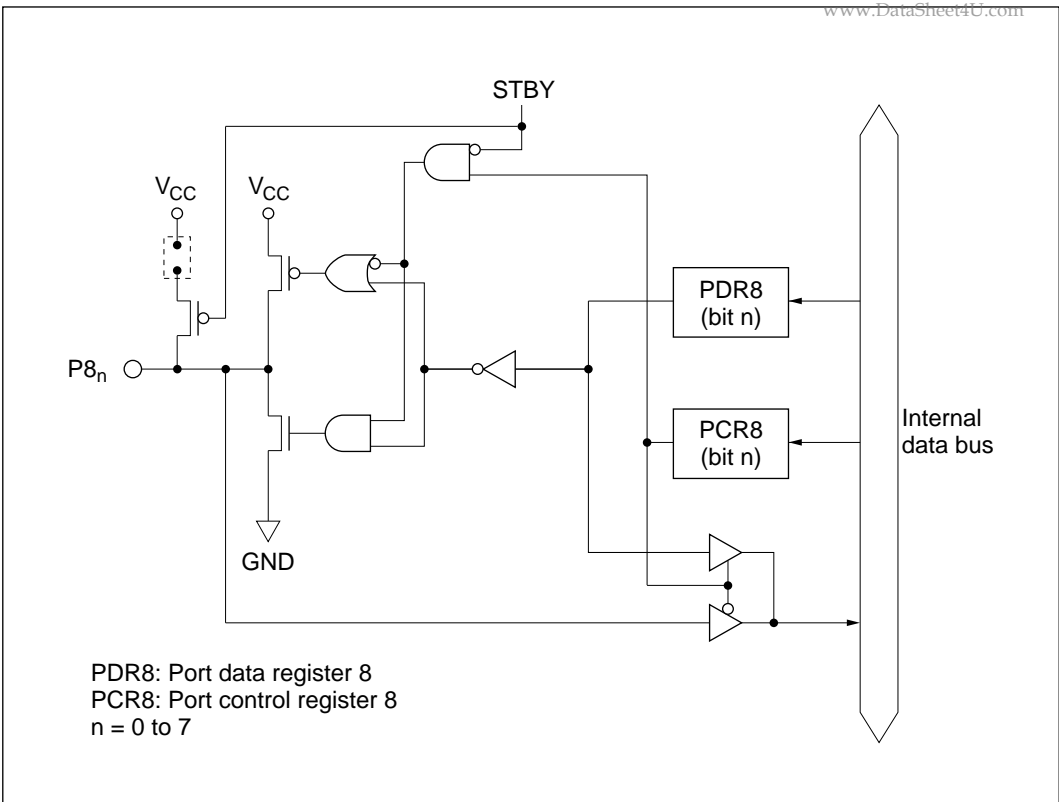 www.DataSheet4U.com
STBY
VCC
VCC
PDR8
(bit n)
P8n
PCR8
(bit n)
Internal
data bus
GND
PDR8: Port data register 8
PCR8: Port control register 8
n = 0 to 7